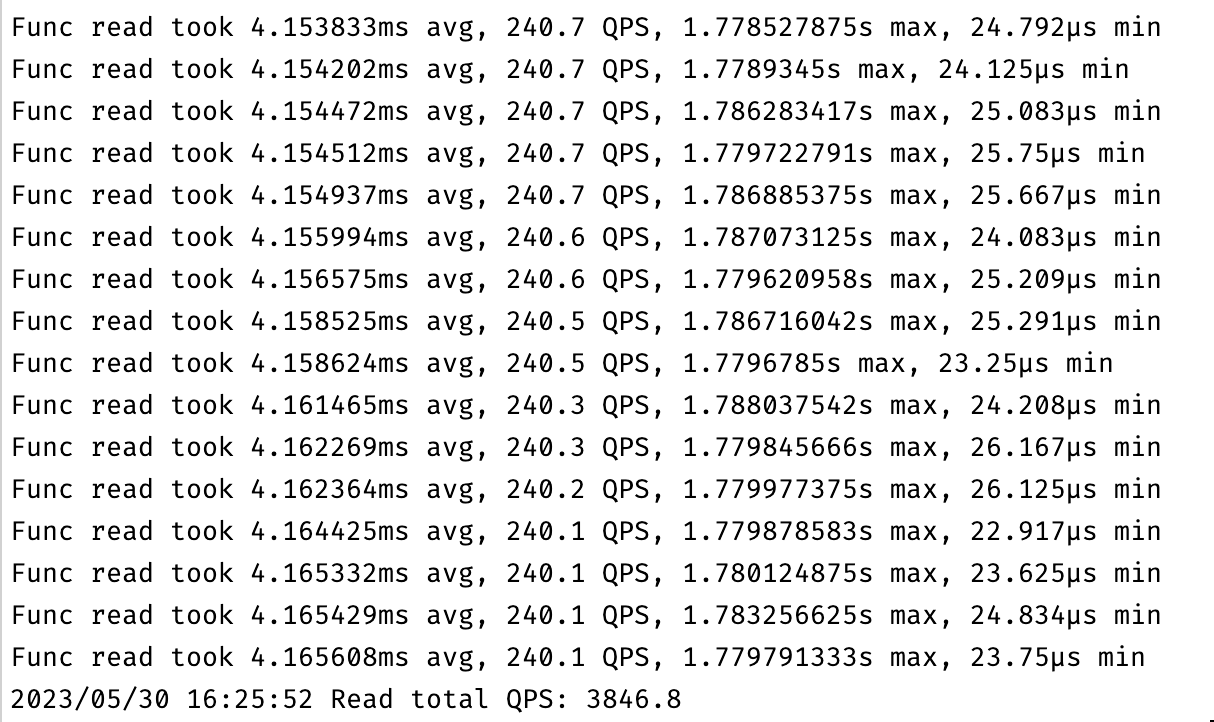 Func read took 4.153833ms avg, 240.7 QPS, 1.778527875s max, 24.792µs min
Func read took 4.154202ms avg, 240.7 QPS, 1.7789345s max, 24.125µs min
Func read took 4.154472ms avg, 240.7 QPS, 1.786283417s max, 25.083µs min
Func read took 4.154512ms avg, 240.7 QPS, 1.779722791s max, 25.75µs min
Func read took 4.154937ms avg, 240.7 QPS, 1.786885375s max, 25.667µs min
Func read took 4.155994ms avg, 240.6 QPS, 1.787073125s max, 24.083µs min
Func read took 4.156575ms avg, 240.6 QPS, 1.779620958s max, 25.209µs min
Func read took 4.158525ms avg, 240.5 QPS, 1.786716042s max, 25.291µs min
Func read took 4.158624ms avg, 240.5 QPS, 1.7796785s max, 23.25µs min
Func read took 4.161465ms avg, 240.3 QPS, 1.788037542s max, 24.208µs min
Func read took 4.162269ms avg, 240.3 QPS, 1.779845666s max, 26.167µs min
Func read took 4.162364ms avg, 240.2 QPS, 1.779977375s max, 26.125µs min
Func read took 4.164425ms avg, 240.1 QPS, 1.779878583s max, 22.917µs min
Func read took 4.165332ms avg, 240.1 QPS, 1.780124875s max, 23.625µs min
Func read took 4.165429ms avg, 240.1 QPS, 1.783256625s max, 24.834µs min
Func read took 4.165608ms avg, 240.1 QPS, 1.779791333s max, 23.75µs min
2023/05/30 16:25:52 Read total QPS: 3846.8